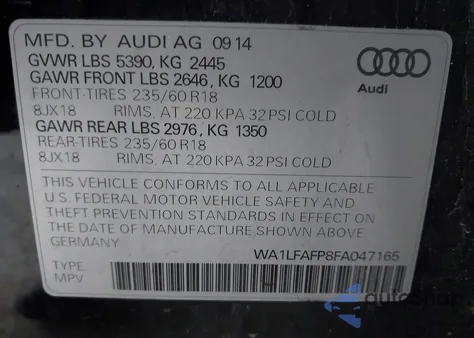 MFD. BY AUDI AG 09 14
GVWR LBS 5390, KG 2445
GAWR FRONT LBS 2646, KG 1200
FRONT-TIRES 235/60 R18
8JX18 RIMS, AT 220 KPA 32 PSI COLD
GAWR REAR LBS 2976, KG 1350
REAR-TIRES 235/60 R18
8JX18 RIMS, AT 220 KPA 32 PSI COLD
Audi
THIS VEHICLE CONFORMS TO ALL APPLICABLE
U.S. FEDERAL MOTOR VEHICLE SAFETY AND
THEFT PREVENTION STANDARDS IN EFFECT ON
THE DATE OF MANUFACTURE SHOWN ABOVE.
GERMANY
WA1LFAFP8FA047165
TYPE
MPV